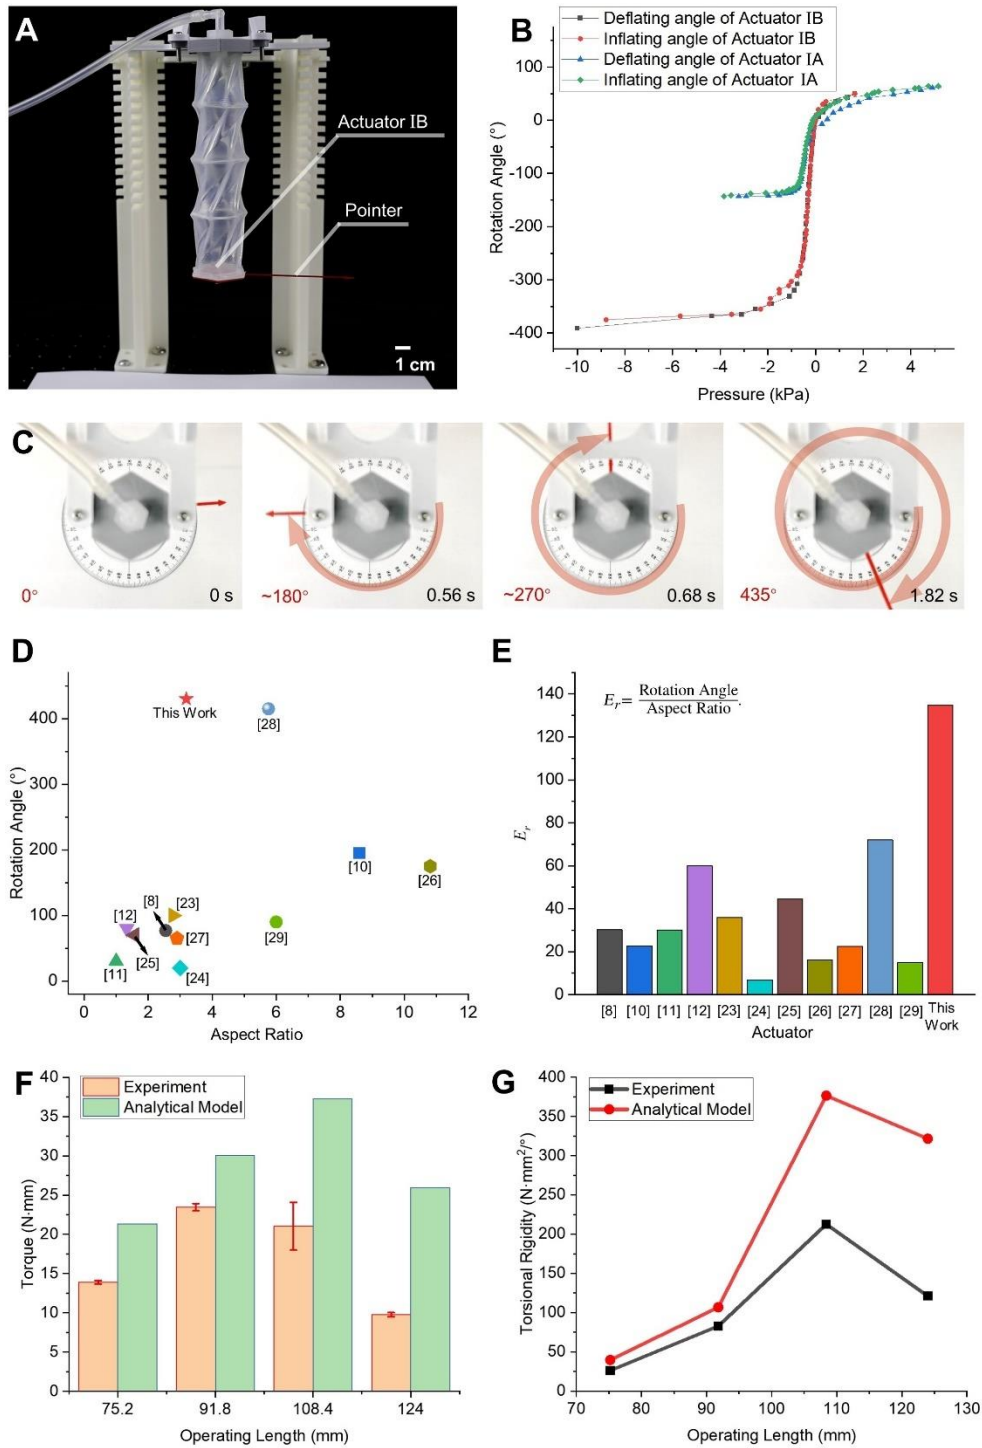 A
Actuator IB
Pointer
1 cm
B
Deflating angle of Actuator IB
Inflating angle of Actuator IB
Deflating angle of Actuator IA
Inflating angle of Actuator IA
Rotation Angle (°)
100
0
-100
-200
-300
-400
-10 -8 -6 -4 -2 0 2 4
Pressure (kPa)
C
0° 0 s
~180° 0.56 s
~270° 0.68 s
435° 1.82 s
D
Rotation Angle (°)
400
300
200
100
0
This Work
[28]
[10]
[26]
[8]
[23]
[12]
[27]
[29]
[25]
[11]
[24]
0 2 4 6 8 10 12
Aspect Ratio
E
Er= Rotation Angle
Aspect Ratio.
Er
140
120
100
80
60
40
20
0
[8] [10] [11] [12] [23] [24] [25] [26] [27] [28] [29] This
Work
Actuator
F
Experiment
Analytical Model
Torque (N·mm)
40
35
30
25
20
15
10
5
0
75.2 91.8 108.4 124
Operating Length (mm)
G
Experiment
Analytical Model
Torsional Rigidity (N·mm²/°)
400
350
300
250
200
150
100
50
0
70 80 90 100 110 120 130
Operating Length (mm)